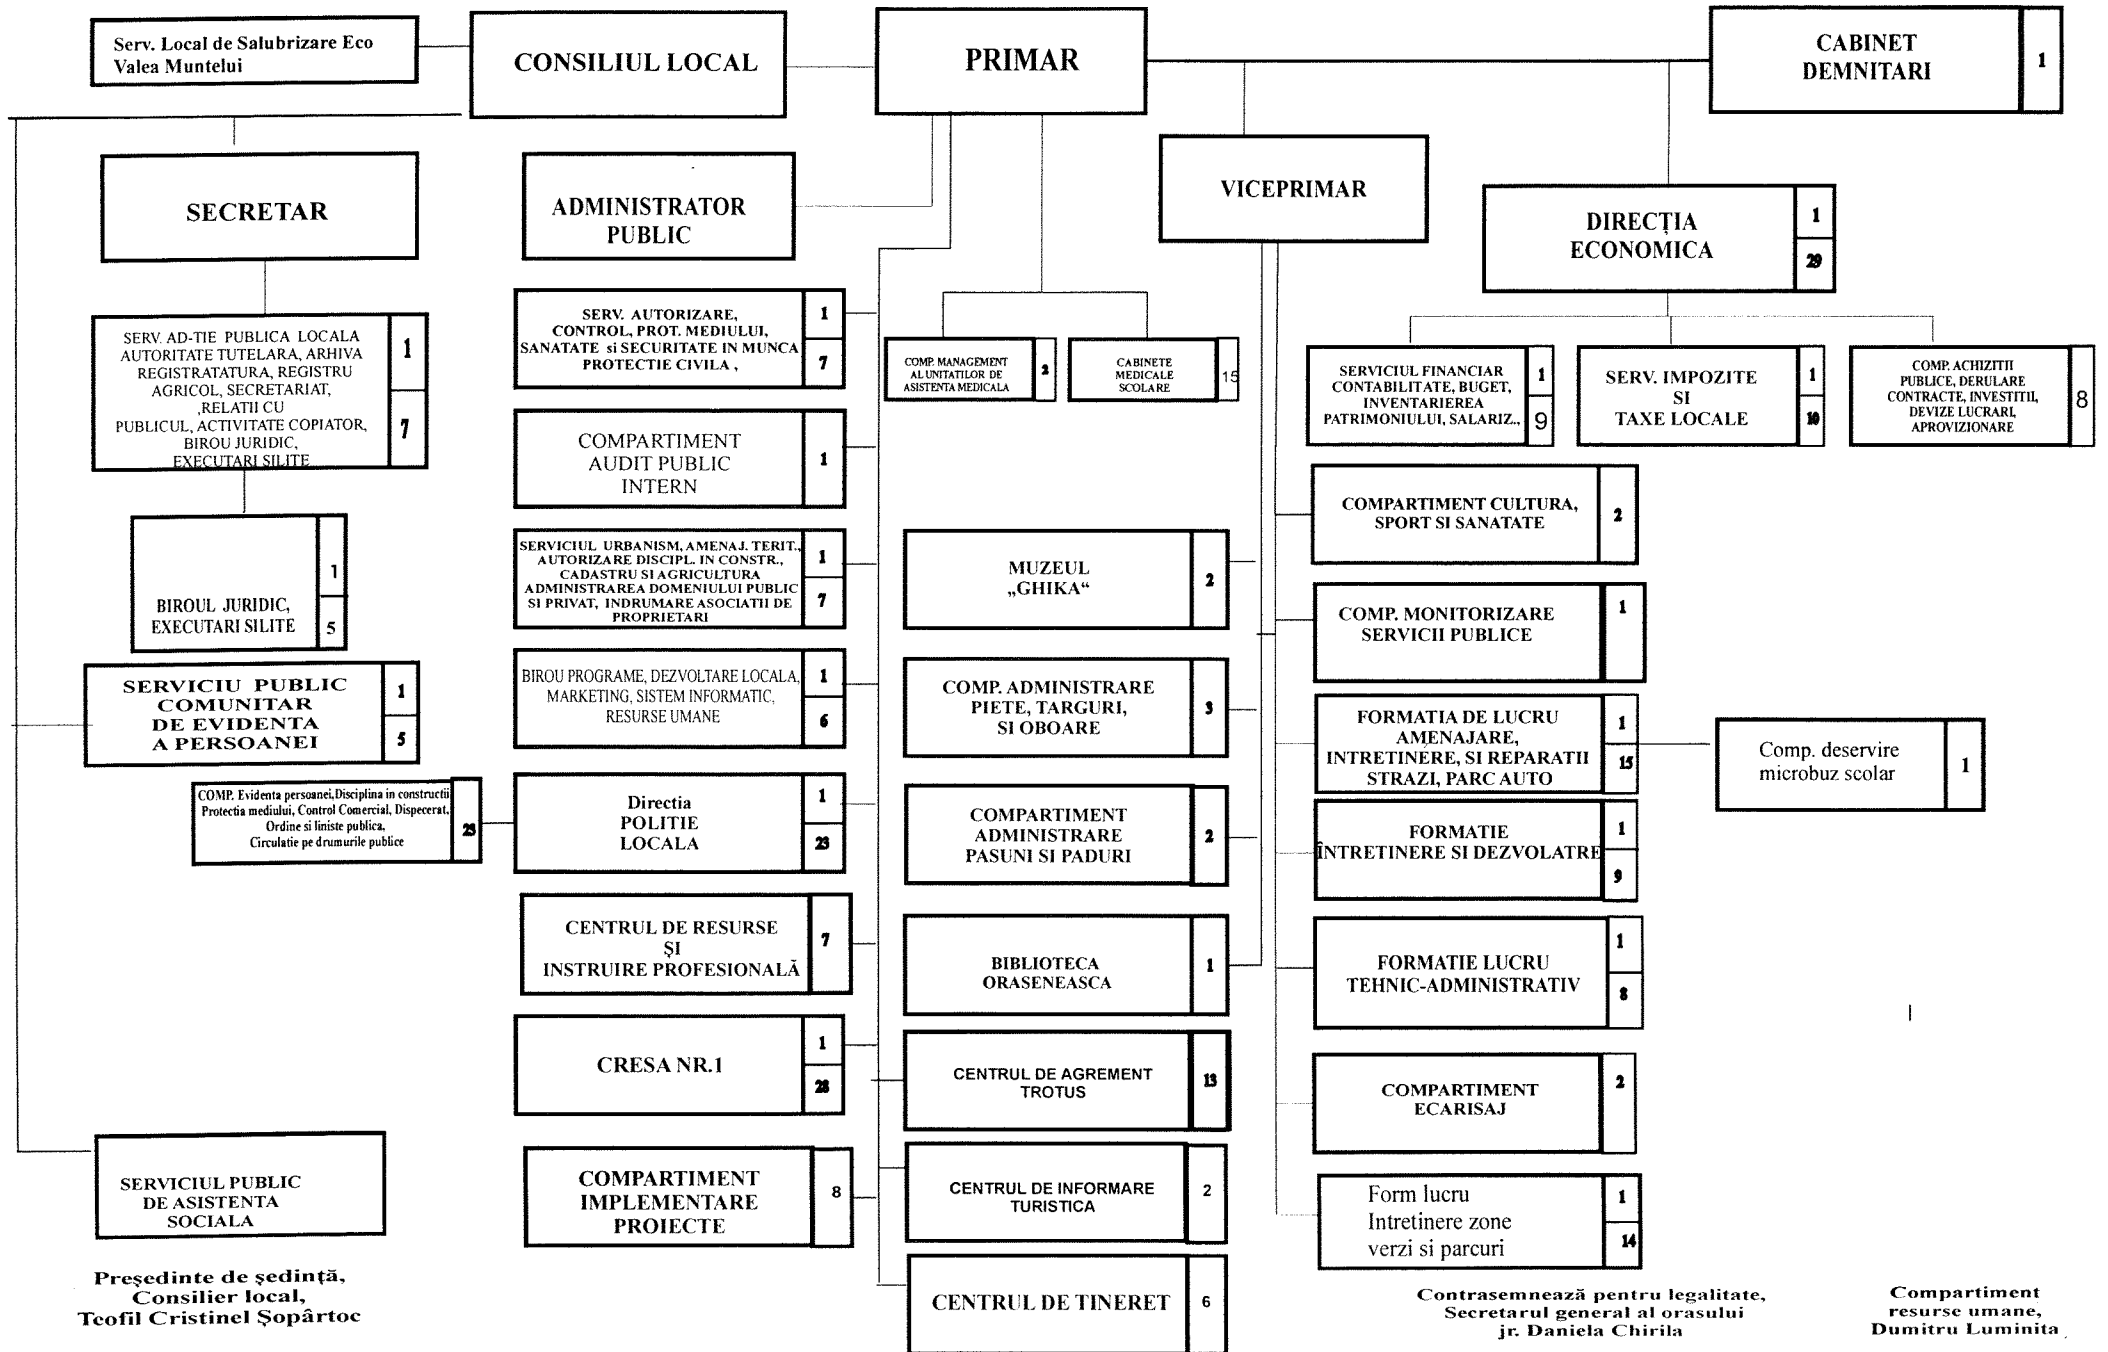 Serv. Local de Salubrizare Eco
Valea Muntelui
CONSILIUL LOCAL
PRIMAR
CABINET
DEMNITARI
1
SECRETAR
ADMINISTRATOR
PUBLIC
VICEPRIMAR
DIRECȚIA
ECONOMICA
1
29
SERV. AD-TIE PUBLICA LOCALA
AUTORITATE TUTELARA, ARHIVA
REGISTRATATURA, REGISTRU
AGRICOL, SECRETARIAT,
,RELATII CU
PUBLICUL, ACTIVITATE COPIATOR,
BIROU JURIDIC,
EXECUTARI SILITE
1
7
SERV. AUTORIZARE,
CONTROL, PROT. MEDIULUI,
SANATATE si SECURITATE IN MUNCA
PROTECTIE CIVILA ,
1
7
COMP. MANAGEMENT
AL UNITATILOR DE
ASISTENTA MEDICALA
2
CABINETE
MEDICALE
SCOLARE
15
SERVICIUL FINANCIAR
CONTABILITATE, BUGET,
INVENTARIEREA
PATRIMONIULUI, SALARIZ.,
1
9
SERV. IMPOZITE
SI
TAXE LOCALE
1
10
COMP. ACHIZITII
PUBLICE, DERULARE
CONTRACTE, INVESTITII,
DEVIZE LUCRARI,
APROVIZIONARE
8
COMPARTIMENT
AUDIT PUBLIC
INTERN
1
COMPARTIMENT CULTURA,
SPORT SI SANATATE
2
BIROUL JURIDIC,
EXECUTARI SILITE
1
5
SERVICIUL URBANISM, AMENAJ. TERIT.,
AUTORIZARE DISCIPL. IN CONSTR.,
CADASTRU SI AGRICULTURA
ADMINISTRAREA DOMENIULUI PUBLIC
SI PRIVAT, INDRUMARE ASOCIATII DE
PROPRIETARI
1
7
MUZEUL
„GHIKA“
2
COMP. MONITORIZARE
SERVICII PUBLICE
1
SERVICIU PUBLIC
COMUNITAR
DE EVIDENTA
A PERSOANEI
1
5
BIROU PROGRAME, DEZVOLTARE LOCALA,
MARKETING, SISTEM INFORMATIC,
RESURSE UMANE
1
6
COMP. ADMINISTRARE
PIETE, TARGURI,
SI OBOARE
3
FORMATIA DE LUCRU
AMENAJARE,
INTRETINERE, SI REPARATII
STRAZI, PARC AUTO
1
15
Comp. deservire
microbuz scolar
1
COMP. Evidenta persoanei, Disciplina in constructii
Protectia mediului, Control Comercial, Dispecerat,
Ordine si liniste publica,
Circulatie pe drumurile publice
23
Directia
POLITIE
LOCALA
1
23
COMPARTIMENT
ADMINISTRARE
PASUNI SI PADURI
2
FORMATIE
ÎNTRETINERE SI DEZVOLATRE
1
9
CENTRUL DE RESURSE
ȘI
INSTRUIRE PROFESIONALĂ
7
BIBLIOTECA
ORASENEASCA
1
FORMATIE LUCRU
TEHNIC-ADMINISTRATIV
1
8
CRESA NR.1
1
28
CENTRUL DE AGREMENT
TROTUS
13
COMPARTIMENT
ECARISAJ
2
SERVICIUL PUBLIC
DE ASISTENTA
SOCIALA
COMPARTIMENT
IMPLEMENTARE
PROIECTE
8
CENTRUL DE INFORMARE
TURISTICA
2
Form lucru
Intretinere zone
verzi si parcuri
1
14
CENTRUL DE TINERET
6
Președinte de ședință,
Consilier local,
Teofil Cristinel Șopârtoc
Contrasemnează pentru legalitate,
Secretarul general al orasului
jr. Daniela Chirila
Compartiment
resurse umane,
Dumitru Luminita